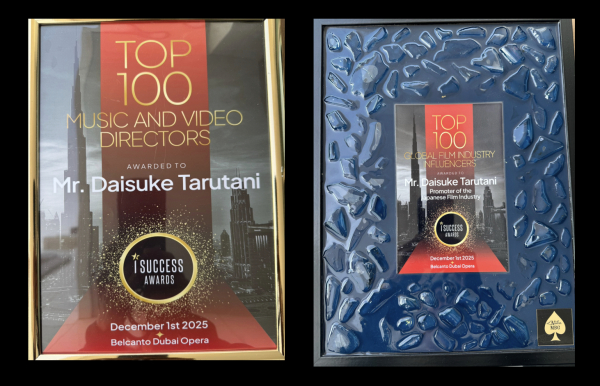 TOP
100
MUSIC AND VIDEO
DIRECTORS
AWARDED TO
Mr. Daisuke Tarutani
iSUCCESS
AWARDS
December 1st 2025
Belcanto Dubai Opera
TOP
100
GLOBAL FILM INDUSTRY
INFLUENCERS
AWARDED TO
Mr. Daisuke Tarutani
Promoter of the
Japanese Film Industry
iSUCCESS
AWARDS
December 1st 2025
Belcanto Dubai Opera